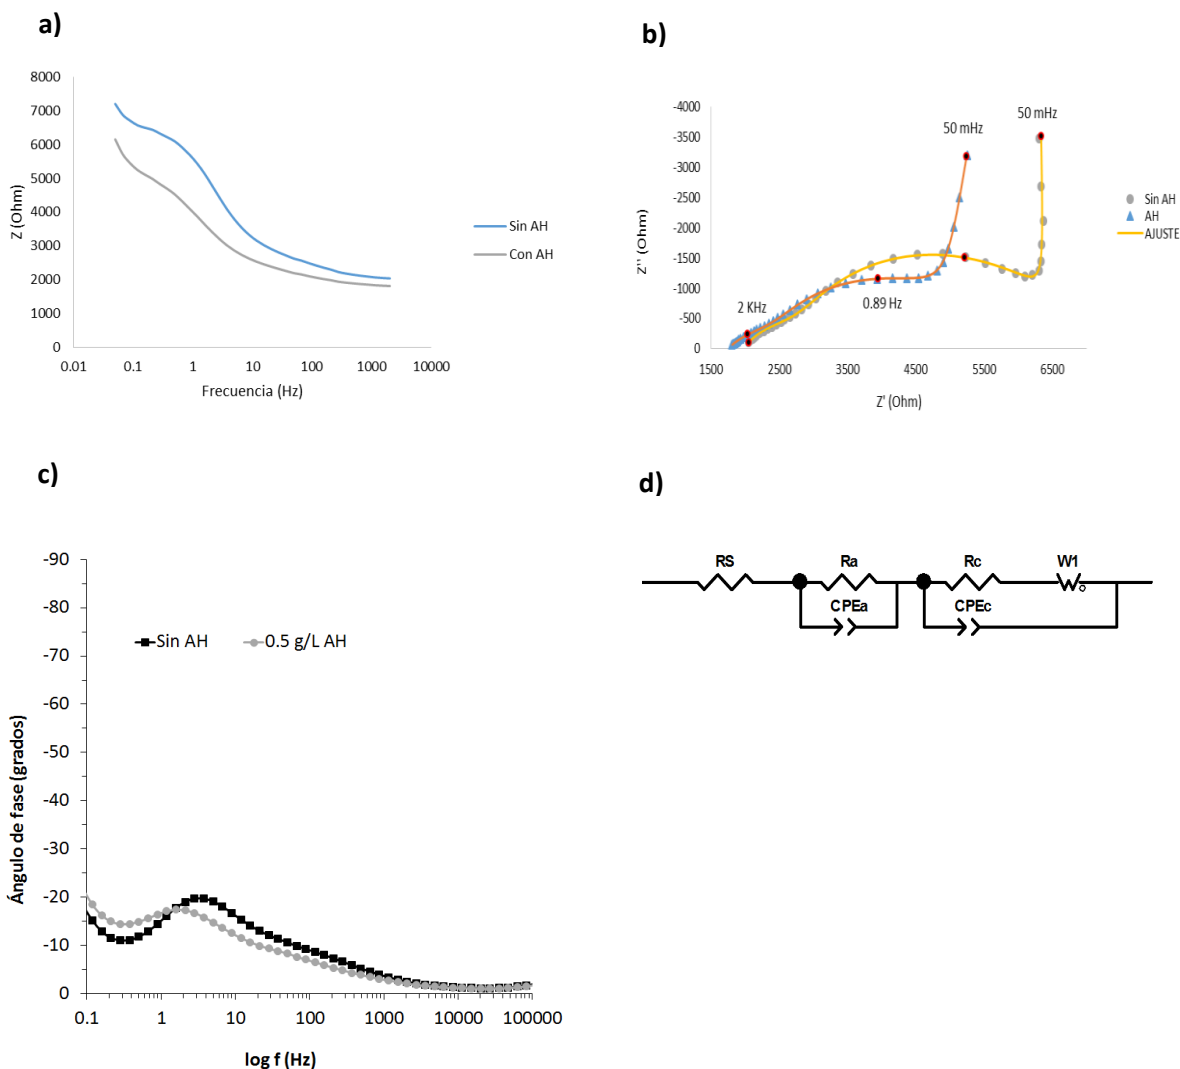 a)
8000
7000
6000
5000
4000
3000
2000
1000
0
Z (Ohm)
0.01 0.1 1 10 100 1000 10000
Frecuencia (Hz)
Sin AH
Con AH
b)
-4000
-3500
-3000
-2500
-2000
-1500
-1000
-500
0
Z'' (Ohm)
50 mHz
50 mHz
2 KHz
0.89 Hz
1500 2500 3500 4500 5500 6500
Z' (Ohm)
Sin AH
AH
AJUSTE
c)
-90
-80
-70
-60
-50
-40
-30
-20
-10
0
Ángulo de fase (grados)
Sin AH 0.5 g/L AH
0.1 1 10 100 1000 10000 100000
log f (Hz)
d)
RS Ra Rc W1
CPEa CPEc